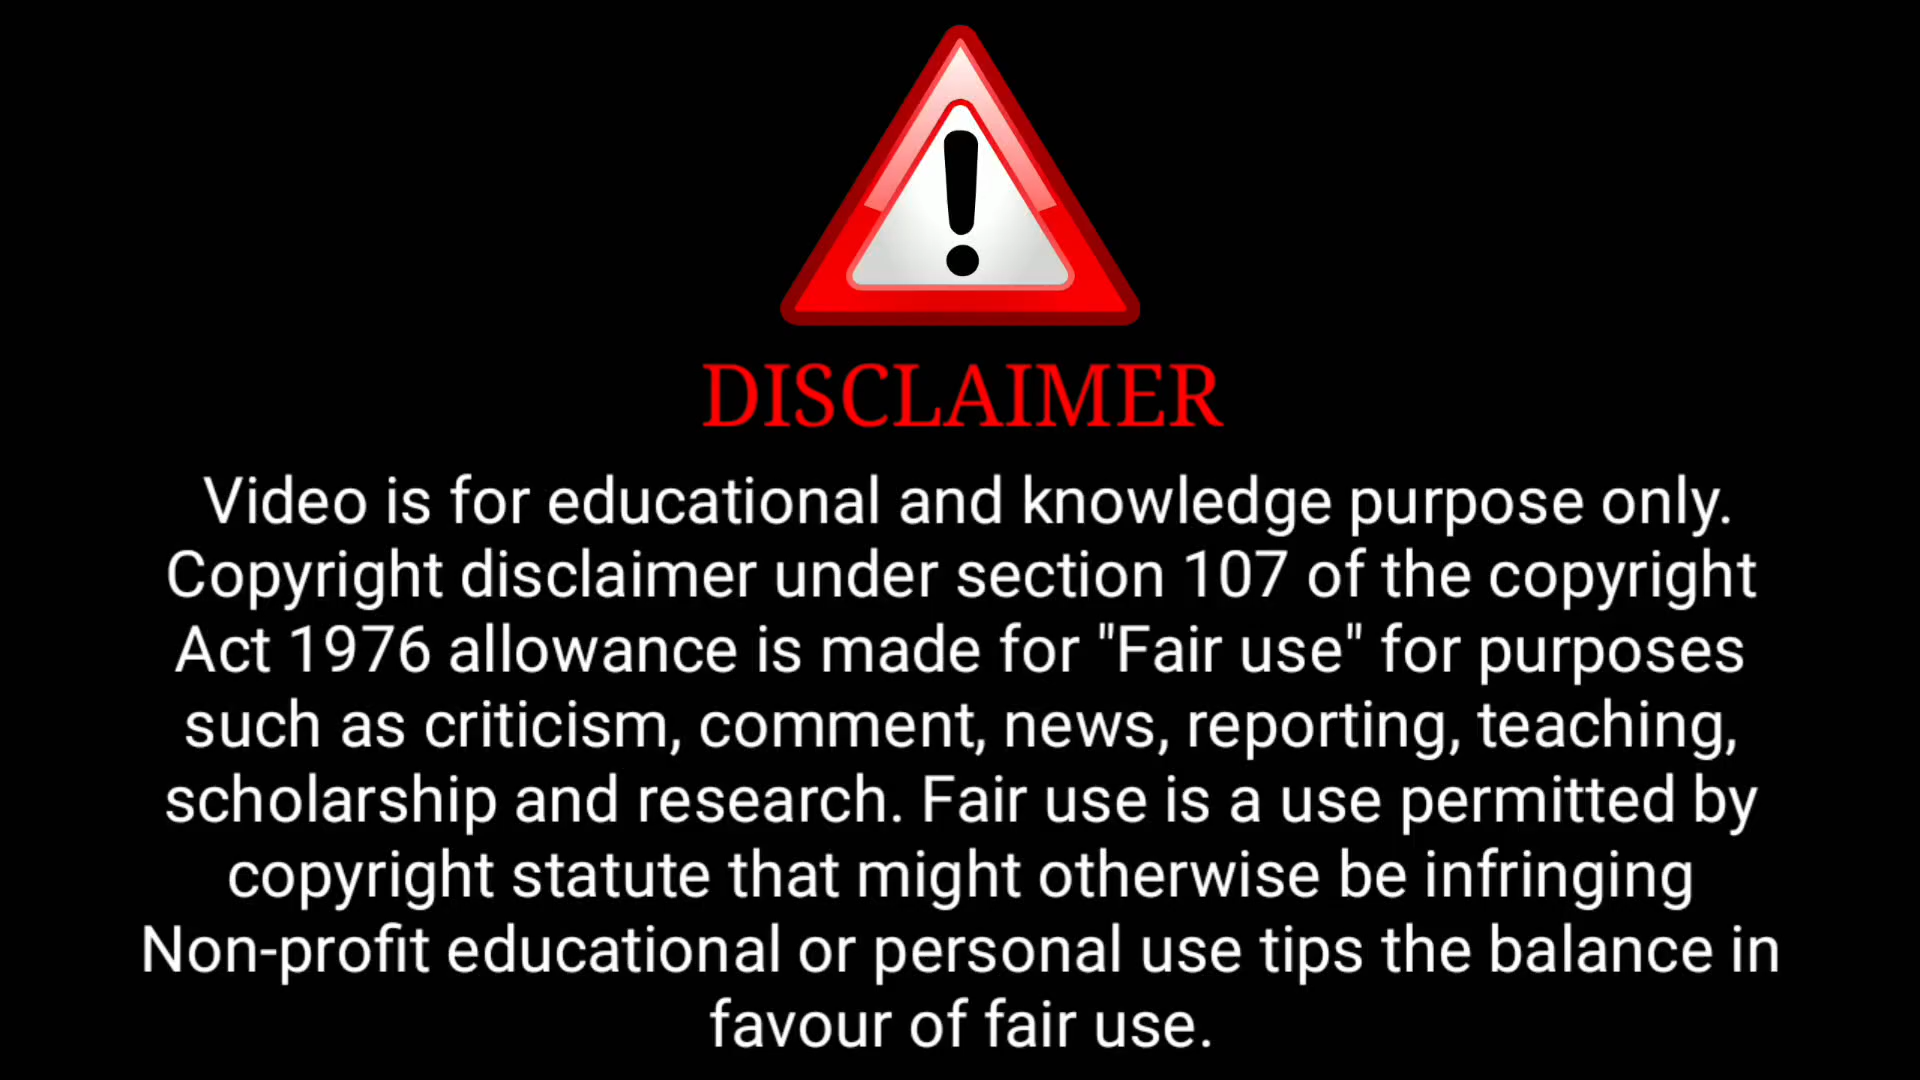 DISCLAIMER
Video is for educational and knowledge purpose only.
Copyright disclaimer under section 107 of the copyright
Act 1976 allowance is made for "Fair use" for purposes
such as criticism, comment, news, reporting, teaching,
scholarship and research. Fair use is a use permitted by
copyright statute that might otherwise be infringing
Non-profit educational or personal use tips the balance in
favour of fair use.